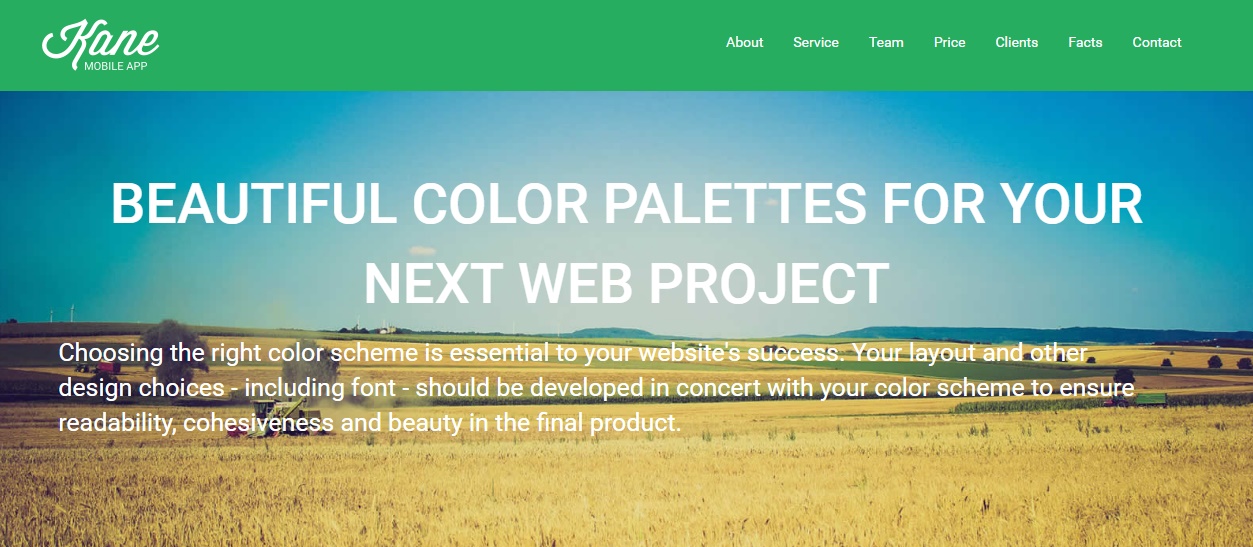 Kane
MOBILE APP
About Service Team Price Clients Facts Contact
BEAUTIFUL COLOR PALETTES FOR YOUR
NEXT WEB PROJECT
Choosing the right color scheme is essential to your website's success. Your layout and other
design choices - including font - should be developed in concert with your color scheme to ensure
readability, cohesiveness and beauty in the final product.